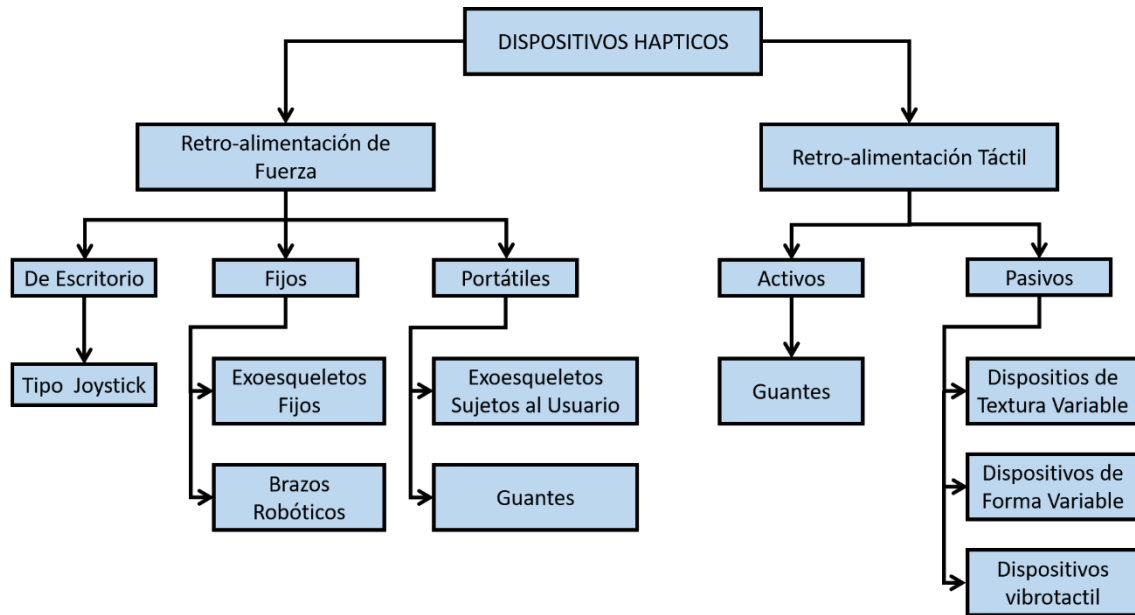 DISPOSITIVOS HAPTICOS
Retro-alimentación de
Fuerza
Retro-alimentación Táctil
De Escritorio
Fijos
Portátiles
Activos
Pasivos
Tipo Joystick
Exoesqueletos
Fijos
Exoesqueletos
Sujetos al Usuario
Guantes
Dispositios de
Textura Variable
Brazos
Robóticos
Guantes
Dispositivos de
Forma Variable
Dispositivos
vibrotactil